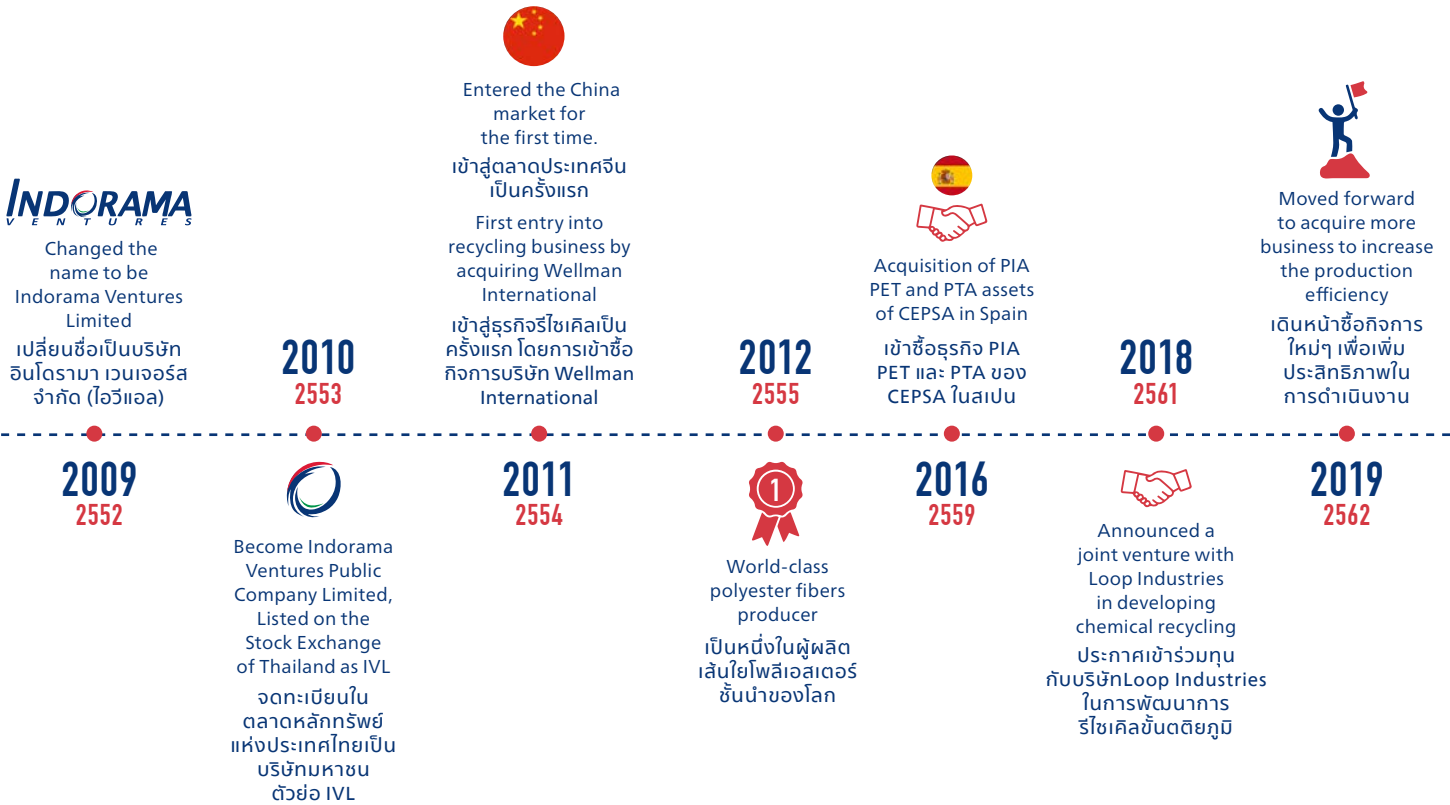 INDORAMA
VENTURES
Changed the
name to be
Indorama Ventures
Limited
เปลี่ยนชื่อเป็นบริษัท
อินโดรามา เวนเจอร์ส
จำกัด (ไอวีแอล)
2009
2552
2010
2553
Become Indorama
Ventures Public
Company Limited,
Listed on the
Stock Exchange
of Thailand as IVL
จดทะเบียนใน
ตลาดหลักทรัพย์
แห่งประเทศไทยเป็น
บริษัทมหาชน
ตัวย่อ IVL
Entered the China
market for
the first time.
เข้าสู่ตลาดประเทศจีน
เป็นครั้งแรก
First entry into
recycling business by
acquiring Wellman
International
เข้าสู่ธุรกิจรีไซเคิลเป็น
ครั้งแรก โดยการเข้าซื้อ
กิจการบริษัท Wellman
International
2011
2554
2012
2555
1
World-class
polyester fibers
producer
เป็นหนึ่งในผู้ผลิต
เส้นใยโพลีเอสเตอร์
ชั้นนำของโลก
Acquisition of PIA
PET and PTA assets
of CEPSA in Spain
เข้าซื้อธุรกิจ PIA
PET และ PTA ของ
CEPSA ในสเปน
2016
2559
2018
2561
Announced a
joint venture with
Loop Industries
in developing
chemical recycling
ประกาศเข้าร่วมทุน
กับบริษัทLoop Industries
ในการพัฒนาการ
รีไซเคิลขั้นตติยภูมิ
Moved forward
to acquire more
business to increase
the production
efficiency
เดินหน้าซื้อกิจการ
ใหม่ๆ เพื่อเพิ่ม
ประสิทธิภาพใน
การดำเนินงาน
2019
2562